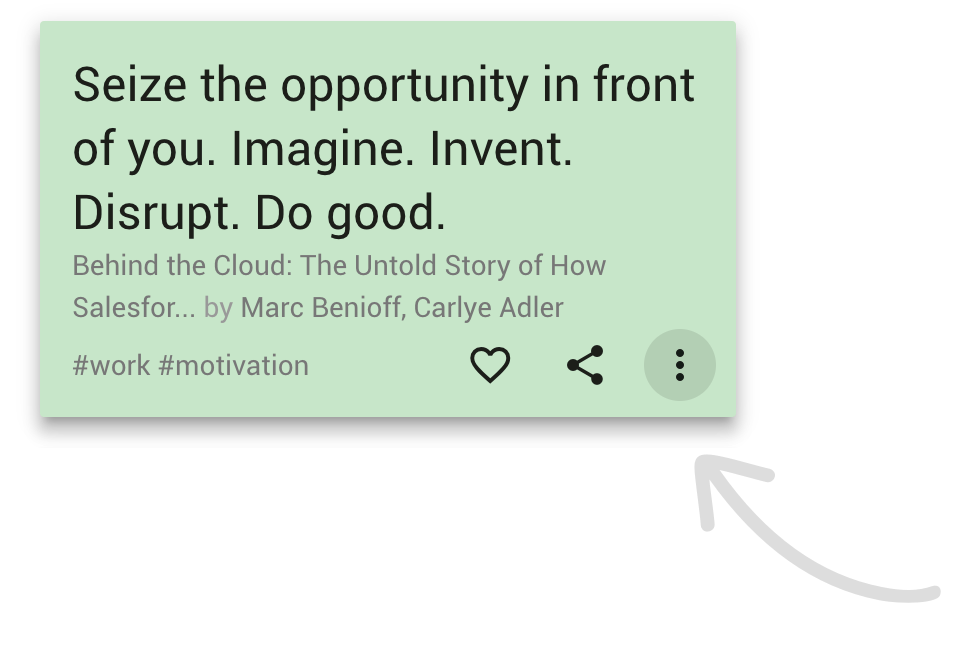 Seize the opportunity in front
of you. Imagine. Invent.
Disrupt. Do good.
Behind the Cloud: The Untold Story of How
Salesfor... by Marc Benioff, Carlye Adler
#work #motivation